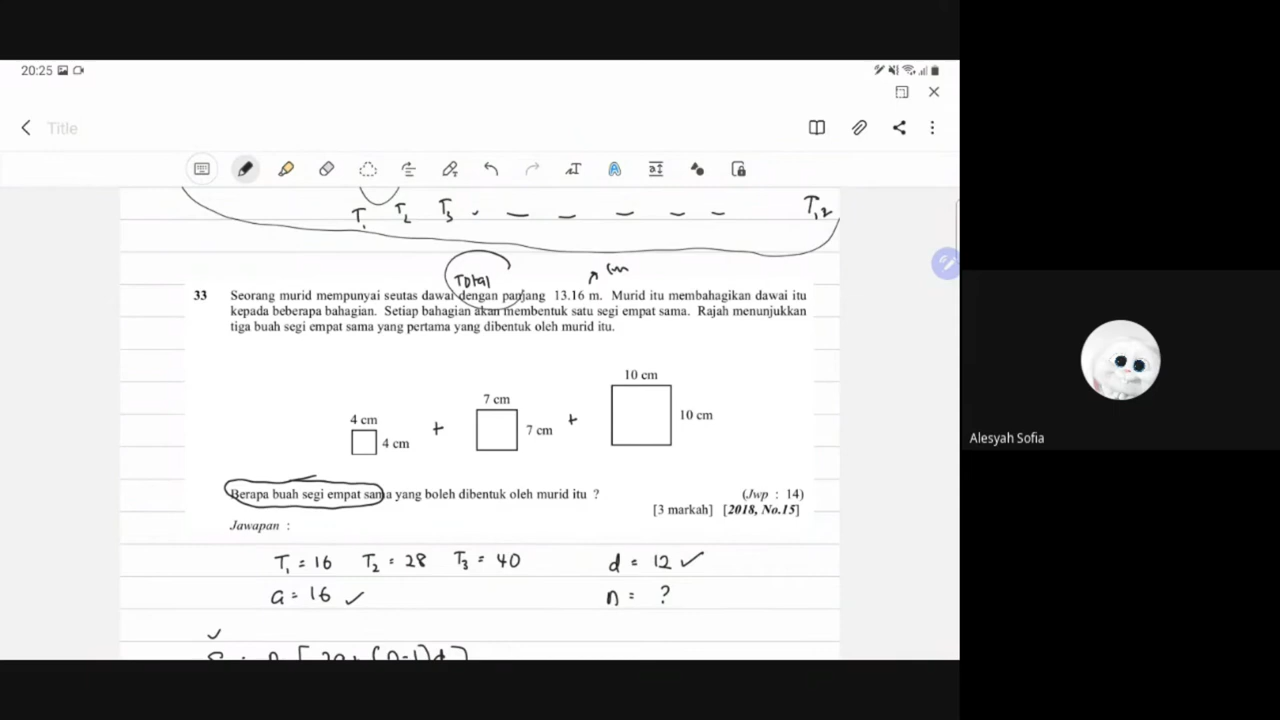 20:25
Title
T1 T2 T3 T12
Total cm
33 Seorang murid mempunyai seutas dawai dengan panjang 13.16 m. Murid itu membahagikan dawai itu
kepada beberapa bahagian. Setiap bahagian akan membentuk satu segi empat sama. Rajah menunjukkan
tiga buah segi empat sama yang pertama yang dibentuk oleh murid itu.
10 cm
7 cm
4 cm + + 10 cm
4 cm 7 cm
Berapa buah segi empat sama yang boleh dibentuk oleh murid itu ? (Jwp : 14)
[3 markah] [2018, No.15]
Jawapan :
T1 = 16 T2 = 28 T3 = 40 d = 12 ✓
a = 16 ✓ n = ?
✓
[2a + (n-1)d]
Alesyah Sofia